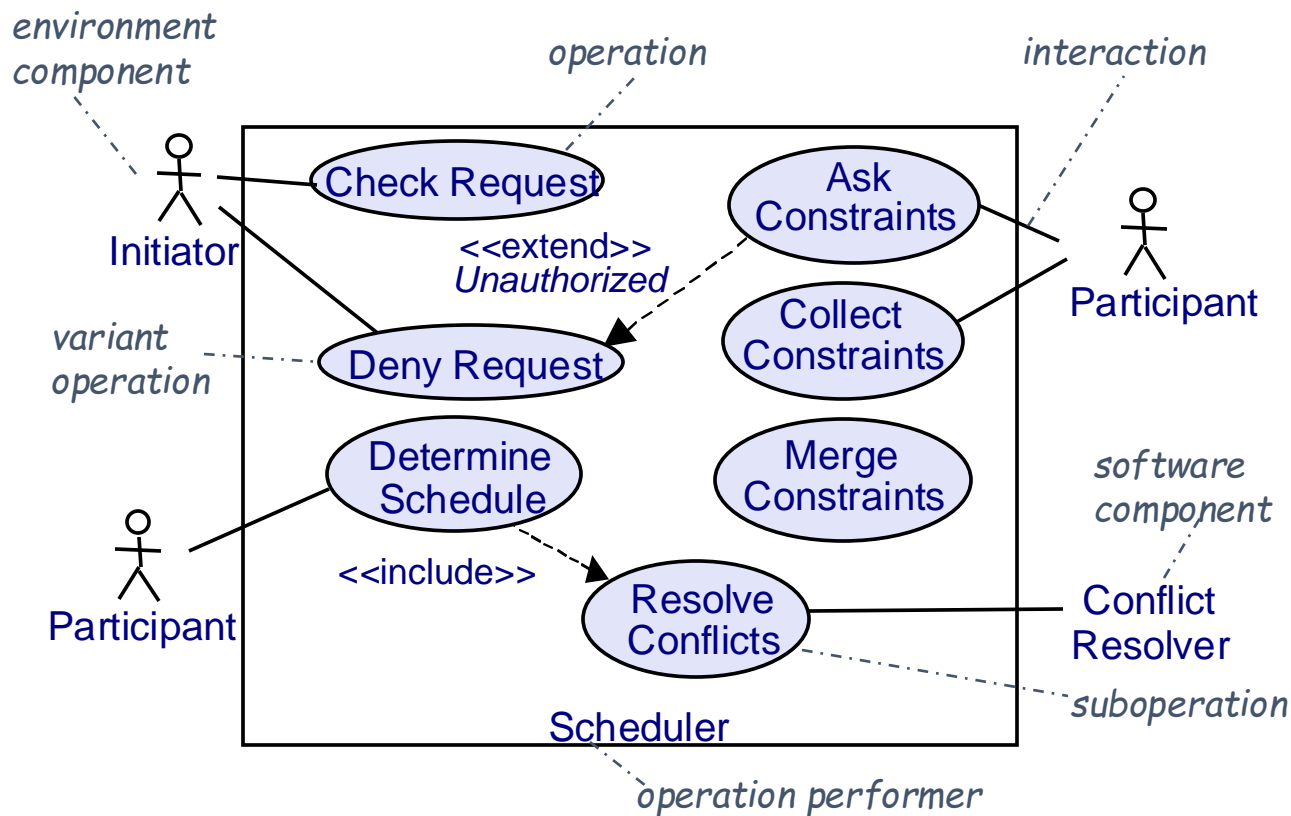 environment
component
operation
interaction
Check Request
Ask
Constraints
Initiator
<<extend>>
Unauthorized
Participant
Collect
Constraints
variant
operation
Deny Request
Determine
Schedule
Merge
Constraints
software
component
Participant
<<include>>
Resolve
Conflicts
Conflict
Resolver
suboperation
Scheduler
operation performer